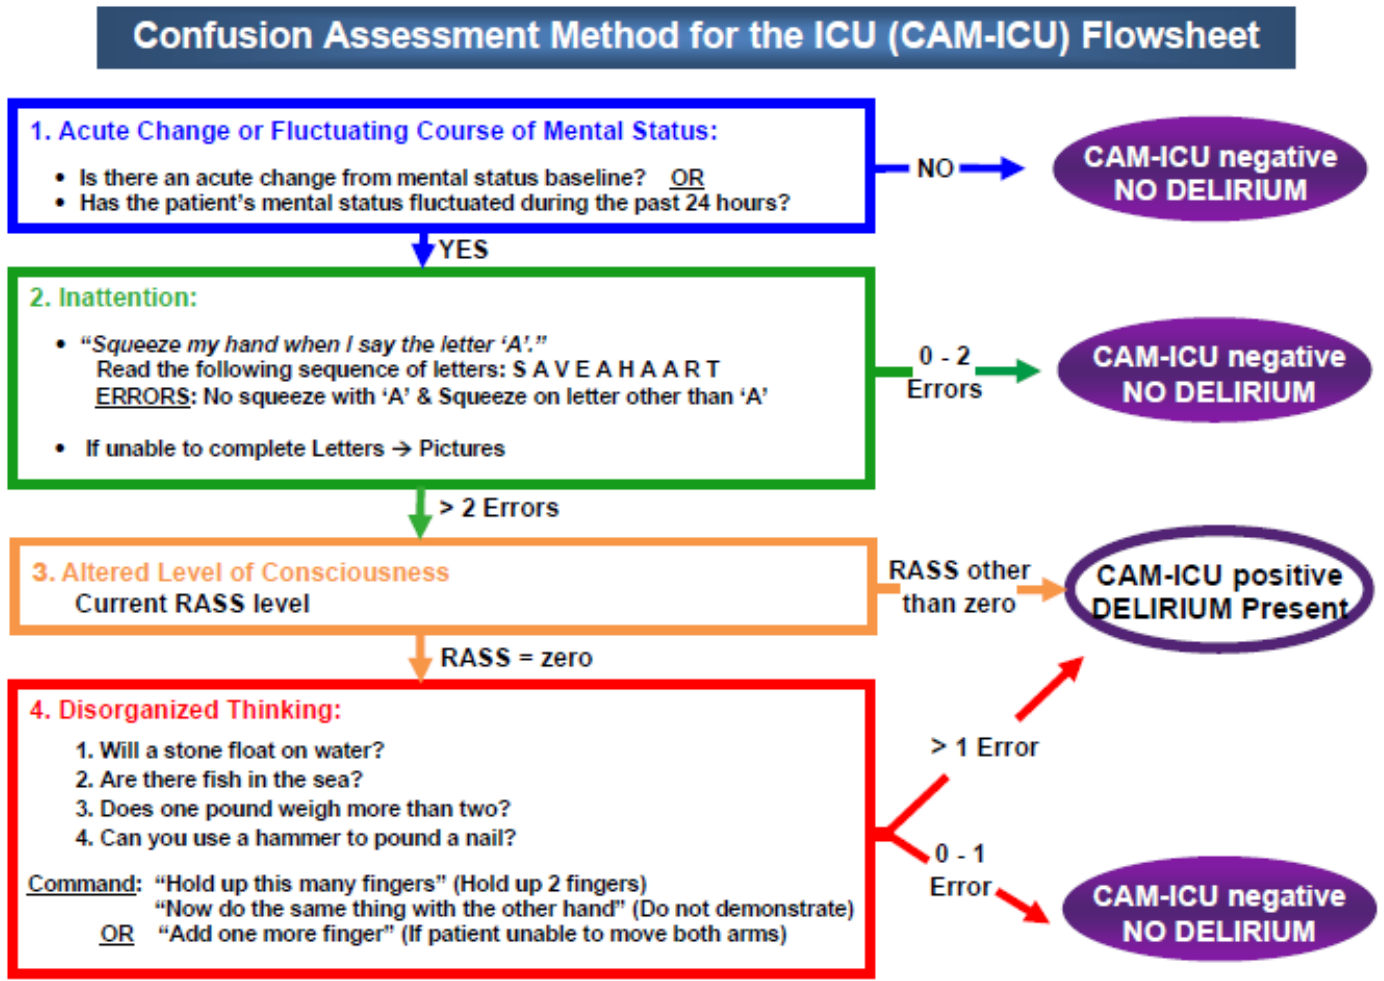 Confusion Assessment Method for the ICU (CAM-ICU) Flowsheet
1. Acute Change or Fluctuating Course of Mental Status:
• Is there an acute change from mental status baseline? OR
• Has the patient's mental status fluctuated during the past 24 hours?
NO
CAM-ICU negative
NO DELIRIUM
YES
2. Inattention:
• “Squeeze my hand when I say the letter ‘A’.”
Read the following sequence of letters: S A V E A H A A R T
ERRORS: No squeeze with ‘A’ & Squeeze on letter other than ‘A’
• If unable to complete Letters → Pictures
0 - 2
Errors
CAM-ICU negative
NO DELIRIUM
> 2 Errors
3. Altered Level of Consciousness
Current RASS level
RASS other
than zero
CAM-ICU positive
DELIRIUM Present
RASS = zero
4. Disorganized Thinking:
1. Will a stone float on water?
2. Are there fish in the sea?
3. Does one pound weigh more than two?
4. Can you use a hammer to pound a nail?
Command: “Hold up this many fingers” (Hold up 2 fingers)
“Now do the same thing with the other hand” (Do not demonstrate)
OR “Add one more finger” (If patient unable to move both arms)
> 1 Error
0 - 1
Error
CAM-ICU negative
NO DELIRIUM